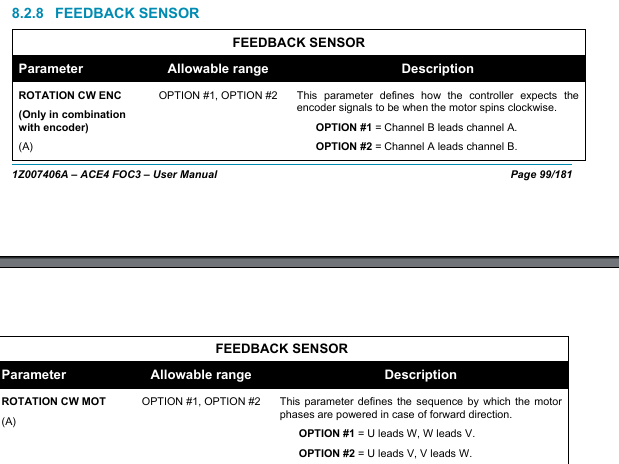 8.2.8 FEEDBACK SENSOR
FEEDBACK SENSOR
Parameter Allowable range Description
ROTATION CW ENC OPTION #1, OPTION #2 This parameter defines how the controller expects the
encoder signals to be when the motor spins clockwise.
(Only in combination
with encoder)
OPTION #1 = Channel B leads channel A.
(A) OPTION #2 = Channel A leads channel B.
1Z007406A – ACE4 FOC3 – User Manual Page 99/181
FEEDBACK SENSOR
Parameter Allowable range Description
ROTATION CW MOT OPTION #1, OPTION #2 This parameter defines the sequence by which the motor
phases are powered in case of forward direction.
(A)
OPTION #1 = U leads W, W leads V.
OPTION #2 = U leads V, V leads W.